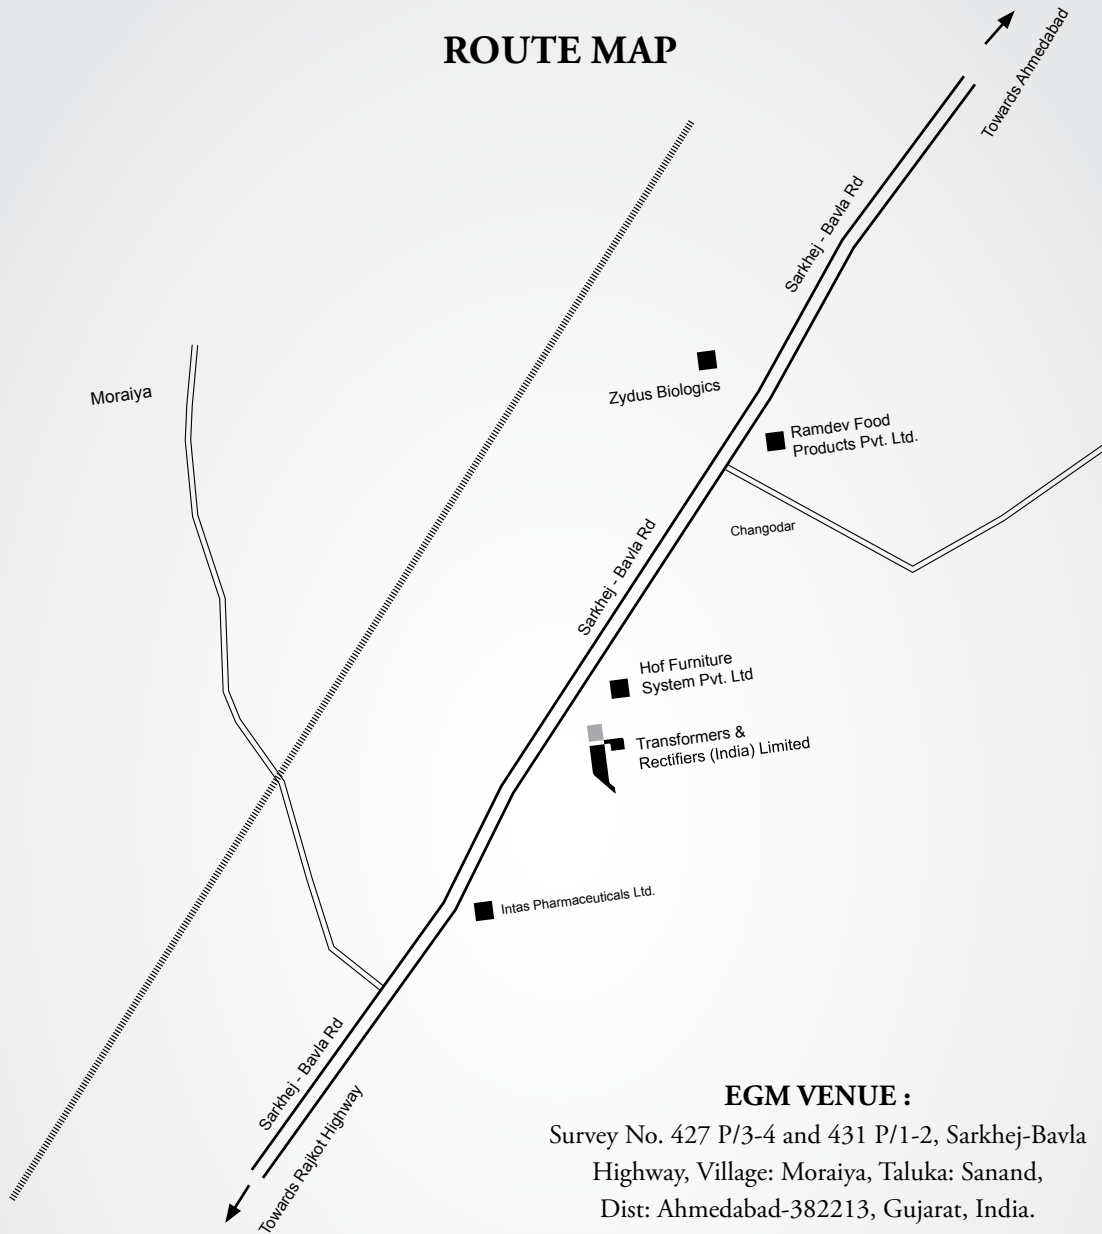 ROUTE MAP
Towards Ahmedabad
Sarkhej - Bavla Rd
Zydus Biologics
Moraiya
Ramdev Food
Products Pvt. Ltd.
Changodar
Sarkhej - Bavla Rd
Hof Furniture
System Pvt. Ltd
Transformers &
Rectifiers (India) Limited
Intas Pharmaceuticals Ltd.
Sarkhej - Bavla Rd
Towards Rajkot Highway
EGM VENUE :
Survey No. 427 P/3-4 and 431 P/1-2, Sarkhej-Bavla
Highway, Village: Moraiya, Taluka: Sanand,
Dist: Ahmedabad-382213, Gujarat, India.